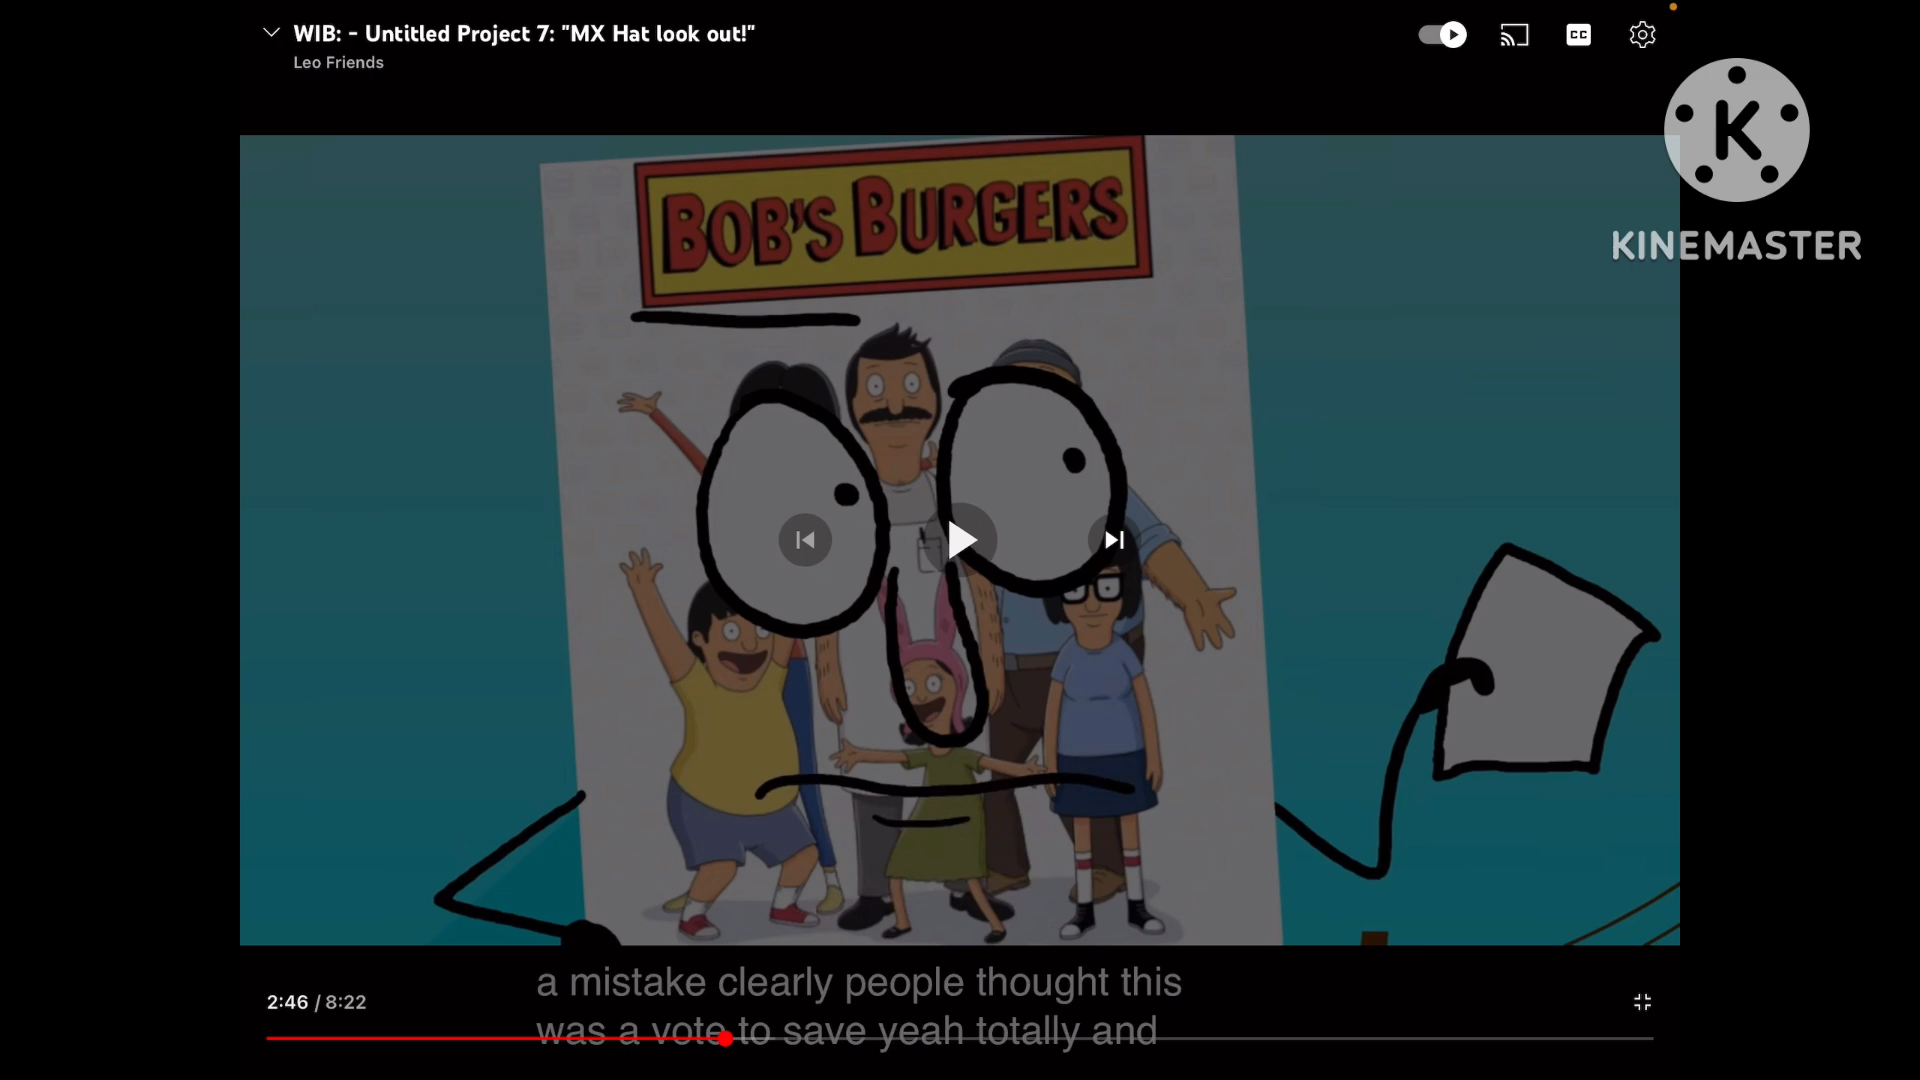 WIB: - Untitled Project 7: "MX Hat look out!"
Leo Friends
CC
K
KINEMASTER
BOB'S BURGERS
a mistake clearly people thought this
was a vote to save yeah totally and
2:46 / 8:22